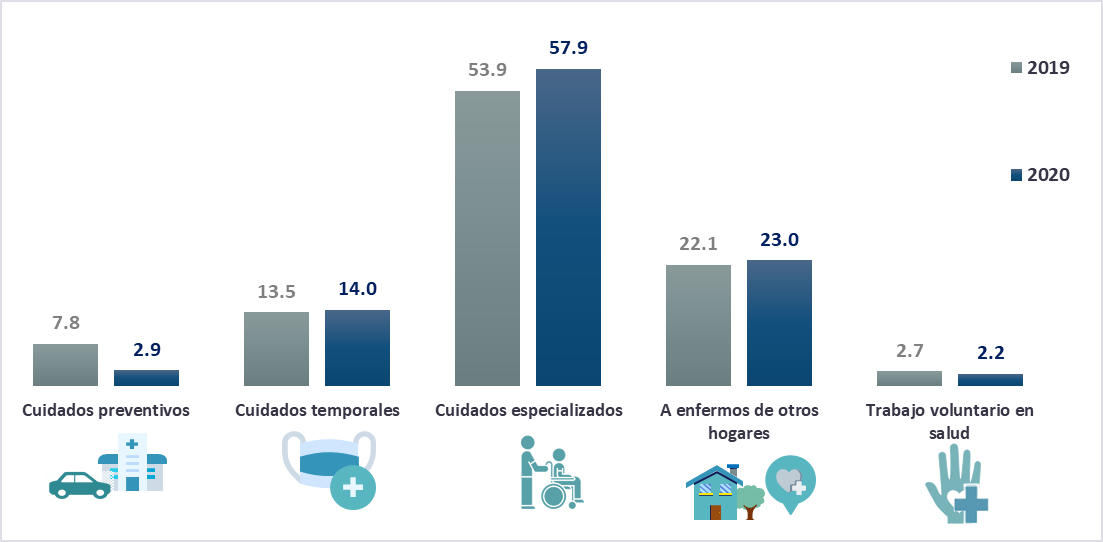 57.9
53.9
2019
2020
22.1
23.0
13.5
14.0
7.8
2.9
2.7
2.2
Cuidados preventivos
Cuidados temporales
Cuidados especializados
A enfermos de otros
hogares
Trabajo voluntario en
salud